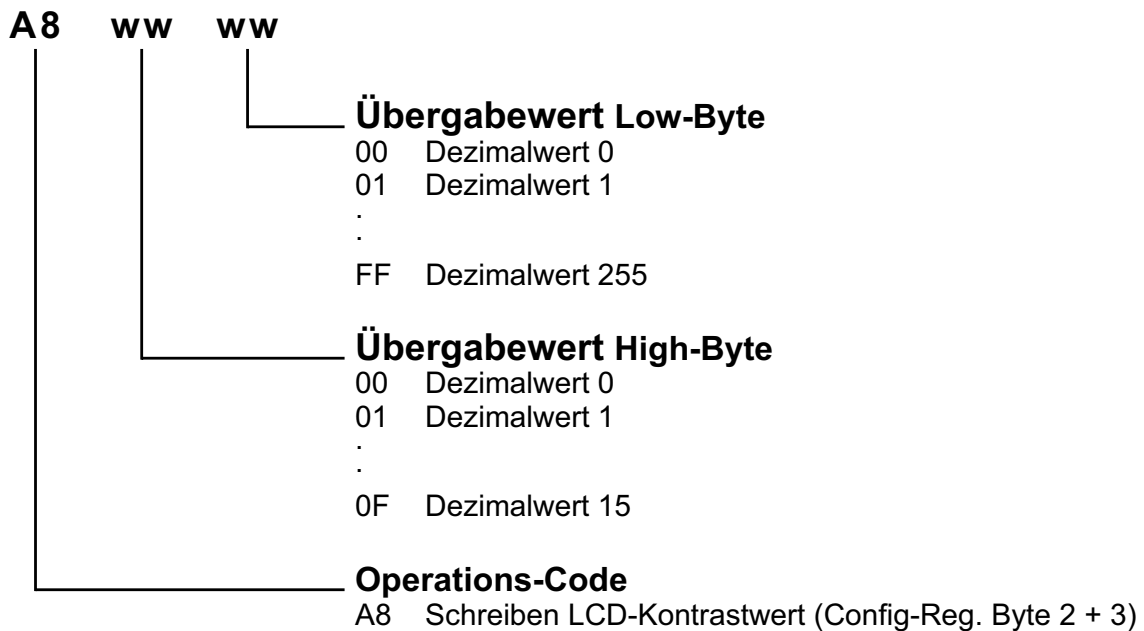 A8 ww ww
Übergabewert Low-Byte
00 Dezimalwert 0
01 Dezimalwert 1
.
.
FF Dezimalwert 255
Übergabewert High-Byte
00 Dezimalwert 0
01 Dezimalwert 1
.
.
0F Dezimalwert 15
Operations-Code
A8 Schreiben LCD-Kontrastwert (Config-Reg. Byte 2 + 3)